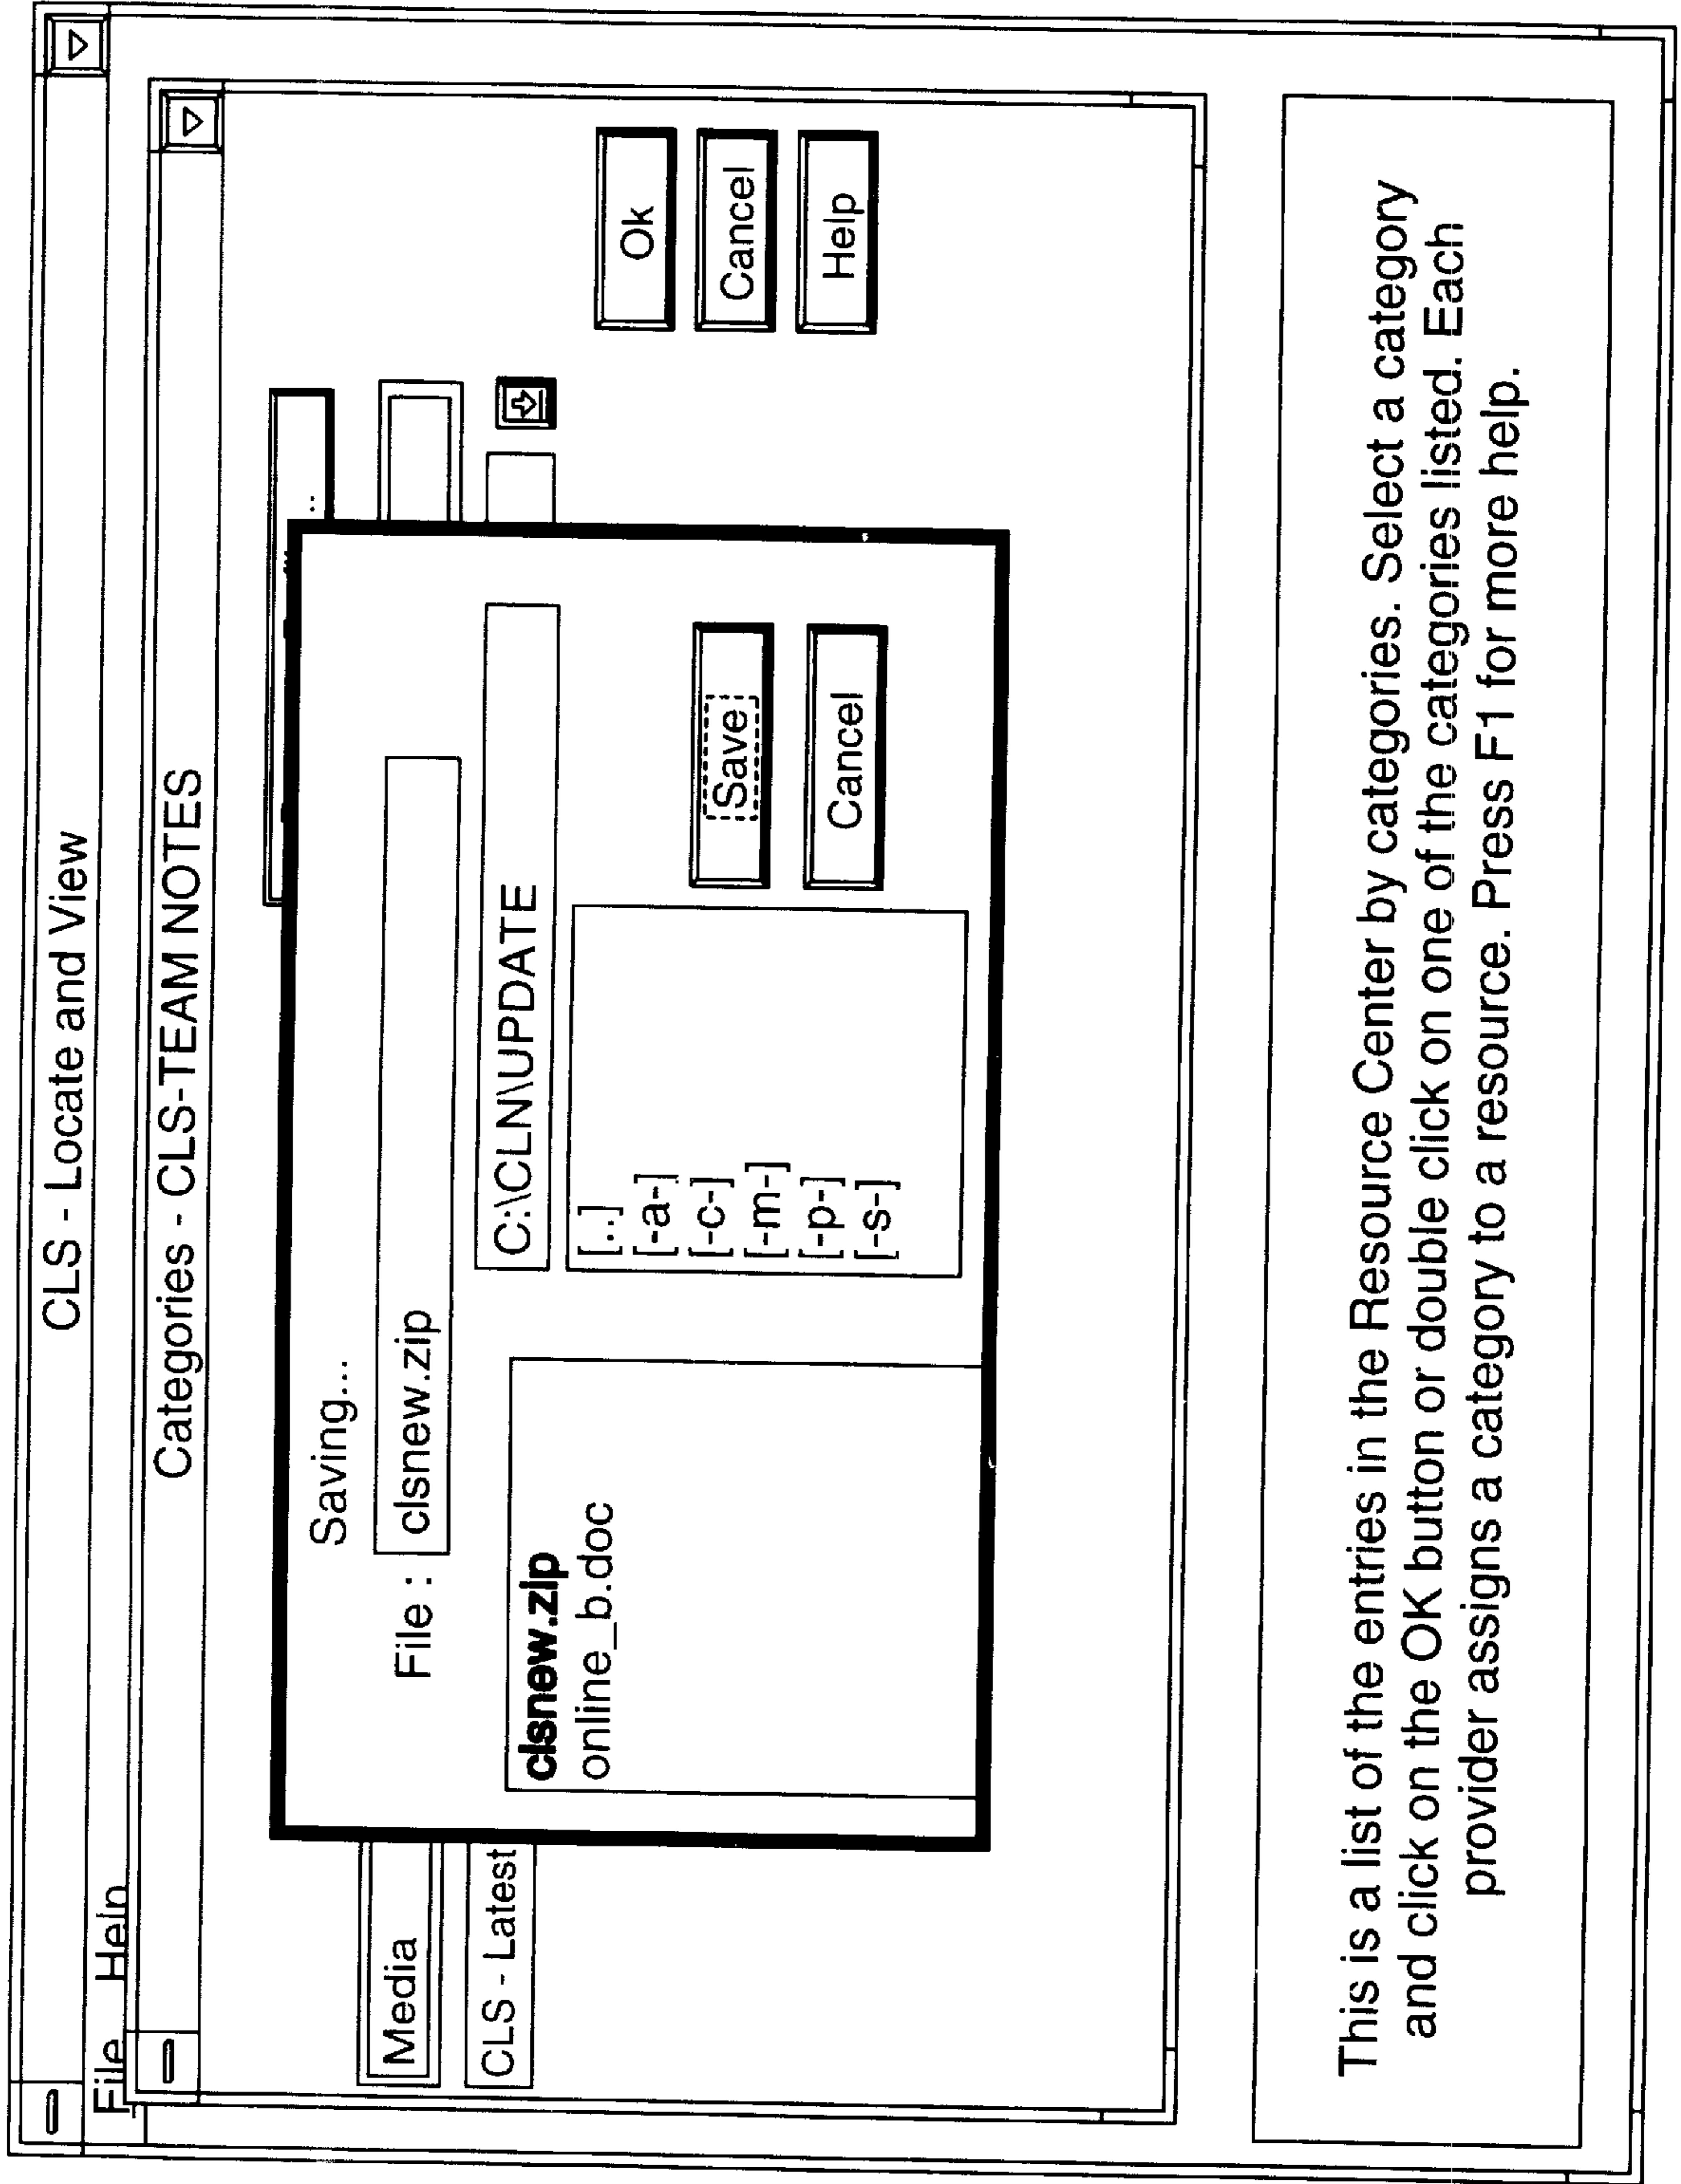 CLS - Locate and View
File Help
Categories - CLS-TEAM NOTES
..
Media
CLS - Latest
Saving...
File : clsnew.zip
C:\CLN\UPDATE
clsnew.zip
online_b.doc
[..]
[-a-]
[-c-]
[-m-]
[-p-]
[-s-]
Save
Cancel
Ok
Cancel
Help
This is a list of the entries in the Resource Center by categories. Select a category
and click on the OK button or double click on one of the categories listed. Each
provider assigns a category to a resource. Press F1 for more help.